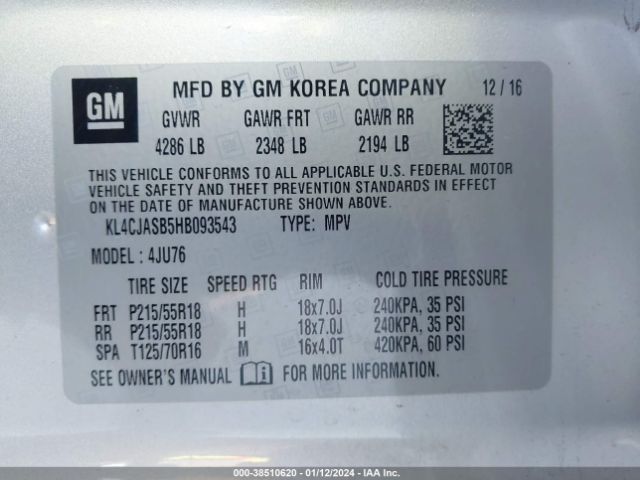 GM MFD BY GM KOREA COMPANY 12/16
GVWR GAWR FRT GAWR RR
4286 LB 2348 LB 2194 LB
THIS VEHICLE CONFORMS TO ALL APPLICABLE U.S. FEDERAL MOTOR
VEHICLE SAFETY AND THEFT PREVENTION STANDARDS IN EFFECT
ON THE DATE OF MANUFACTURE SHOWN ABOVE.
KL4CJASB5HB093543 TYPE: MPV
MODEL: 4JU76
TIRE SIZE SPEED RTG RIM COLD TIRE PRESSURE
FRT P215/55R18 H 18x7.0J 240KPA, 35 PSI
RR P215/55R18 H 18x7.0J 240KPA, 35 PSI
SPA T125/70R16 M 16x4.0T 420KPA, 60 PSI
SEE OWNER'S MANUAL FOR MORE INFORMATION.
000-38510620 - 01/12/2024 - IAA Inc.